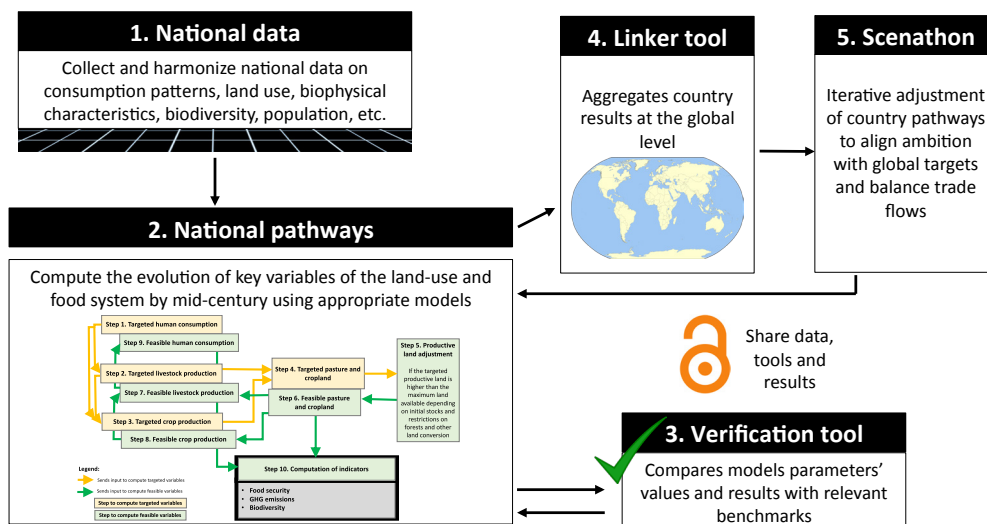 1. National data
Collect and harmonize national data on
consumption patterns, land use, biophysical
characteristics, biodiversity, population, etc.
2. National pathways
Compute the evolution of key variables of the land-use and
food system by mid-century using appropriate models
Step 1. Targeted human consumption
Step 9. Feasible human consumption
Step 2. Targeted livestock production
Step 7. Feasible livestock production
Step 3. Targeted crop production
Step 8. Feasible crop production
Step 4. Targeted pasture and
cropland
Step 6. Feasible pasture
and cropland
Step 5. Productive
land adjustment
If the targeted
productive land is
higher than the
maximum land
available depending
on initial stocks and
restrictions on
forests and other
land conversion
Step 10. Computation of indicators
• Food security
• GHG emissions
• Biodiversity
Legend:
Sends input to compute targeted variables
Sends input to compute feasible variables
Step to compute targeted variables
Step to compute feasible variables
4. Linker tool
Aggregates country
results at the global
level
5. Scenathon
Iterative adjustment
of country pathways
to align ambition
with global targets
and balance trade
flows
Share data,
tools and
results
3. Verification tool
Compares models parameters’
values and results with relevant
benchmarks